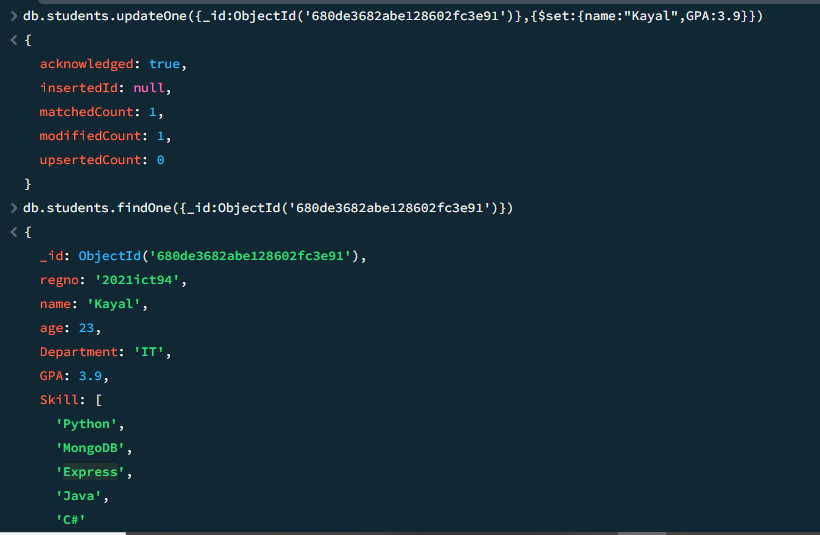 > db.students.updateOne({_id:ObjectId('680de3682abe128602fc3e91')},{$set:{name:"Kayal",GPA:3.9}})
< {
acknowledged: true,
insertedId: null,
matchedCount: 1,
modifiedCount: 1,
upsertedCount: 0
}
> db.students.findOne({_id:ObjectId('680de3682abe128602fc3e91')})
< {
_id: ObjectId('680de3682abe128602fc3e91'),
regno: '2021ict94',
name: 'Kayal',
age: 23,
Department: 'IT',
GPA: 3.9,
Skill: [
'Python',
'MongoDB',
'Express',
'Java',
'C#'